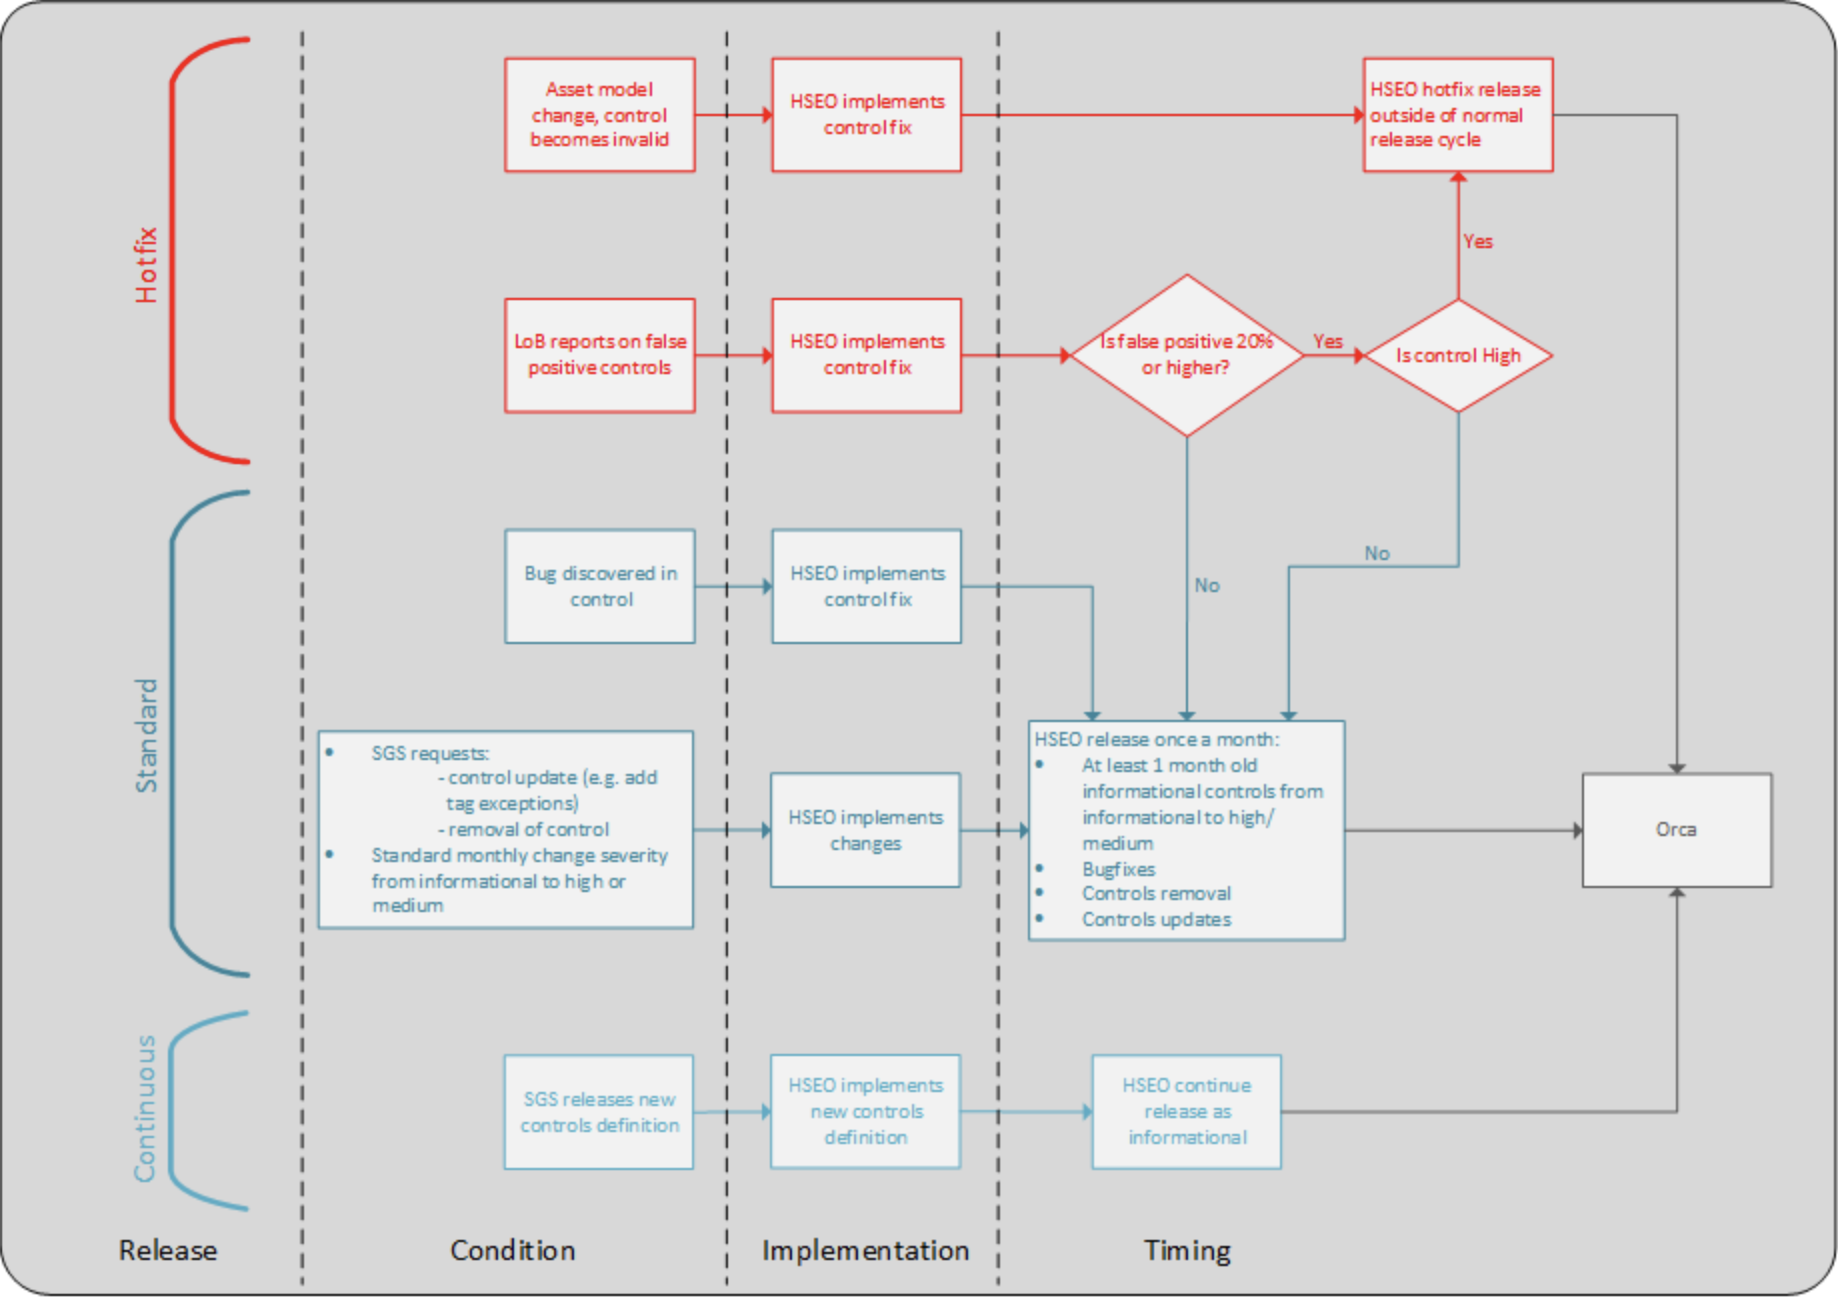 Hotfix
Asset model
change, control
becomes invalid
HSEO implements
control fix
HSEO hotfix release
outside of normal
release cycle
Yes
LoB reports on false
positive controls
HSEO implements
control fix
Is false positive 20%
or higher?
Yes
Is control High
Standard
Bug discovered in
control
HSEO implements
control fix
No
No
• SGS requests:
- control update (e.g. add
tag exceptions)
- removal of control
• Standard monthly change severity
from informational to high or
medium
HSEO implements
changes
HSEO release once a month:
• At least 1 month old
informational controls from
informational to high/
medium
• Bugfixes
• Controls removal
• Controls updates
Orca
Continuous
SGS releases new
controls definition
HSEO implements
new controls
definition
HSEO continue
release as
informational
Release
Condition
Implementation
Timing